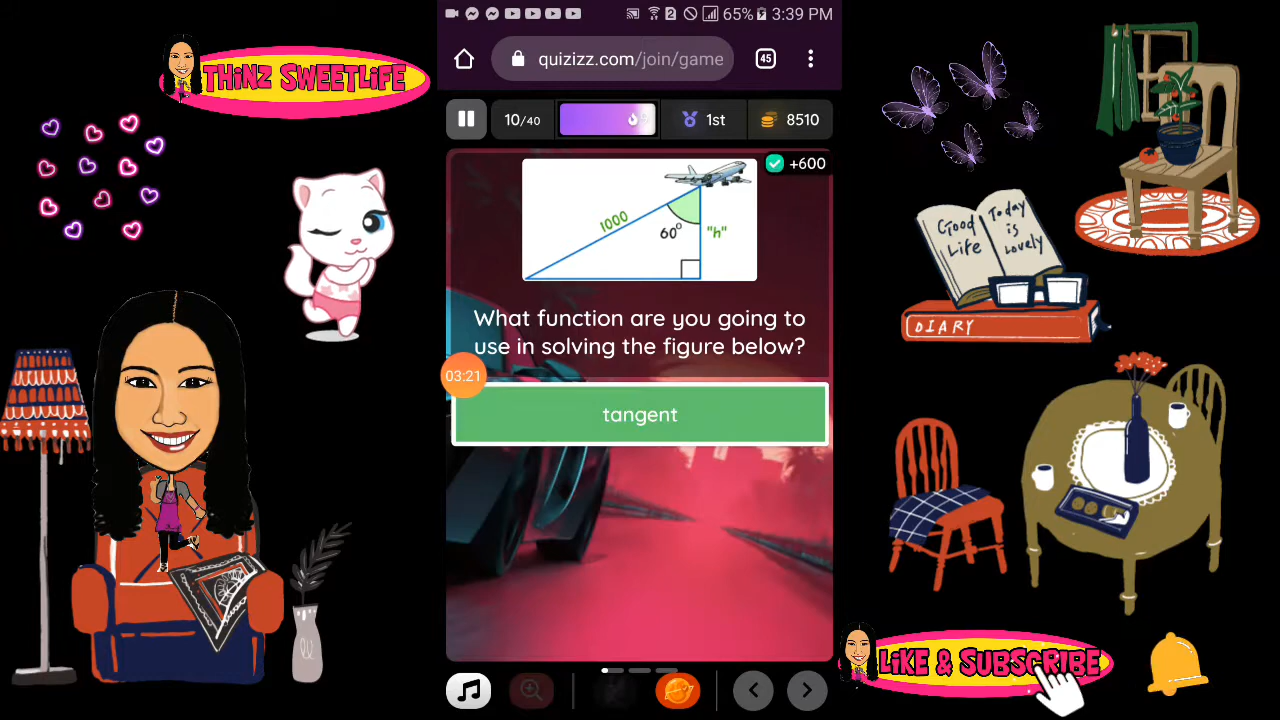 65% 3:39 PM
THiNZ SWEETLiFE
quizizz.com/join/game
45
10/40
1st
8510
+600
1000
60°
"h"
What function are you going to
use in solving the figure below?
03:21
tangent
Good
Life
Today
is
Lovely
DIARY
LiKE & SUBSCRIBE